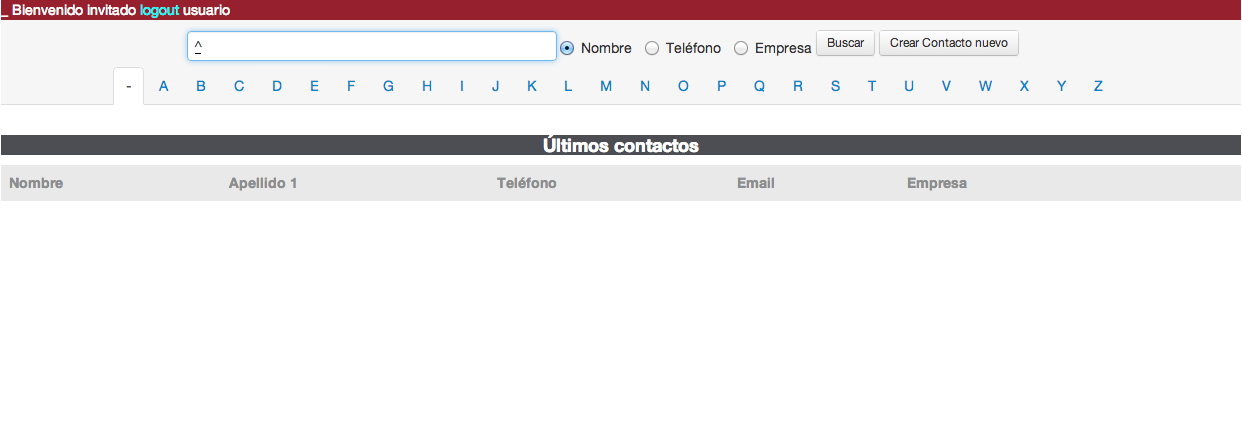 _ Bienvenido invitado logout usuario
^ Nombre Teléfono Empresa Buscar Crear Contacto nuevo
- A B C D E F G H I J K L M N O P Q R S T U V W X Y Z
Últimos contactos
Nombre Apellido 1 Teléfono Email Empresa